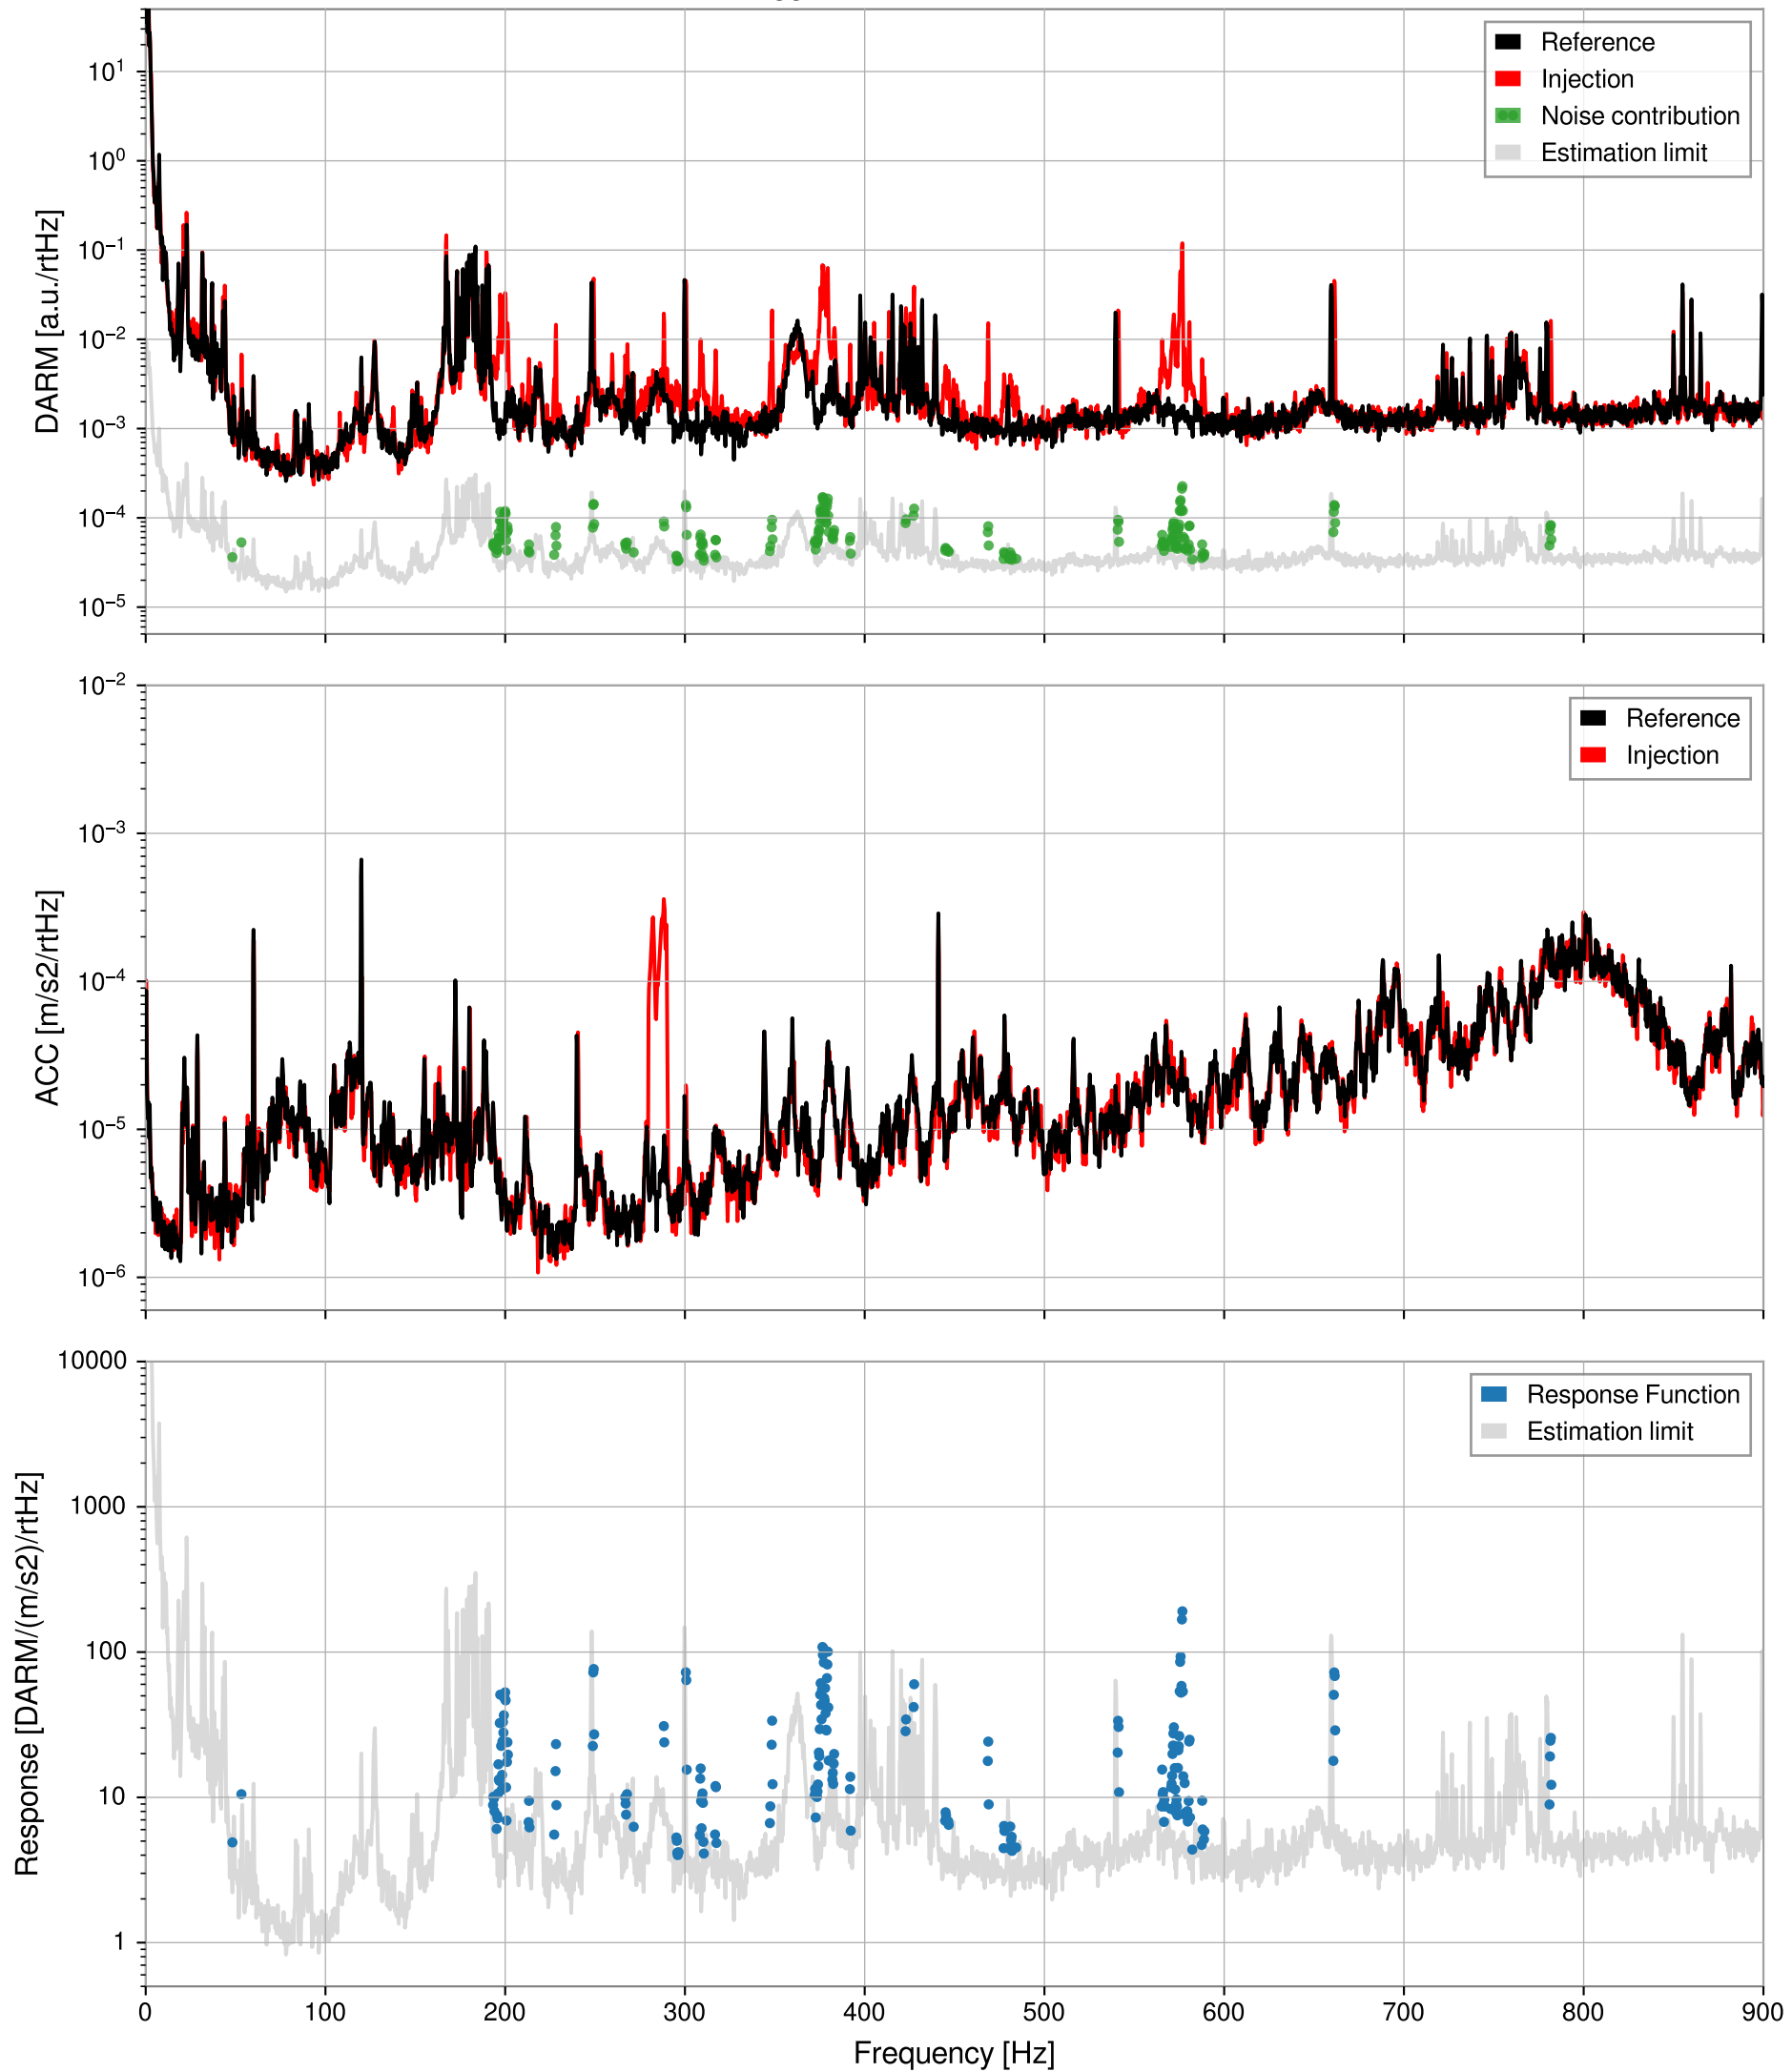 10¹
10⁰
10⁻¹
10⁻²
10⁻³
10⁻⁴
10⁻⁵
DARM [a.u./rtHz]
Reference
Injection
Noise contribution
Estimation limit
10⁻²
10⁻³
10⁻⁴
10⁻⁵
10⁻⁶
ACC [m/s2/rtHz]
Reference
Injection
10000
1000
100
10
1
Response [DARM/(m/s2)/rtHz]
Response Function
Estimation limit
0 100 200 300 400 500 600 700 800 900
Frequency [Hz]